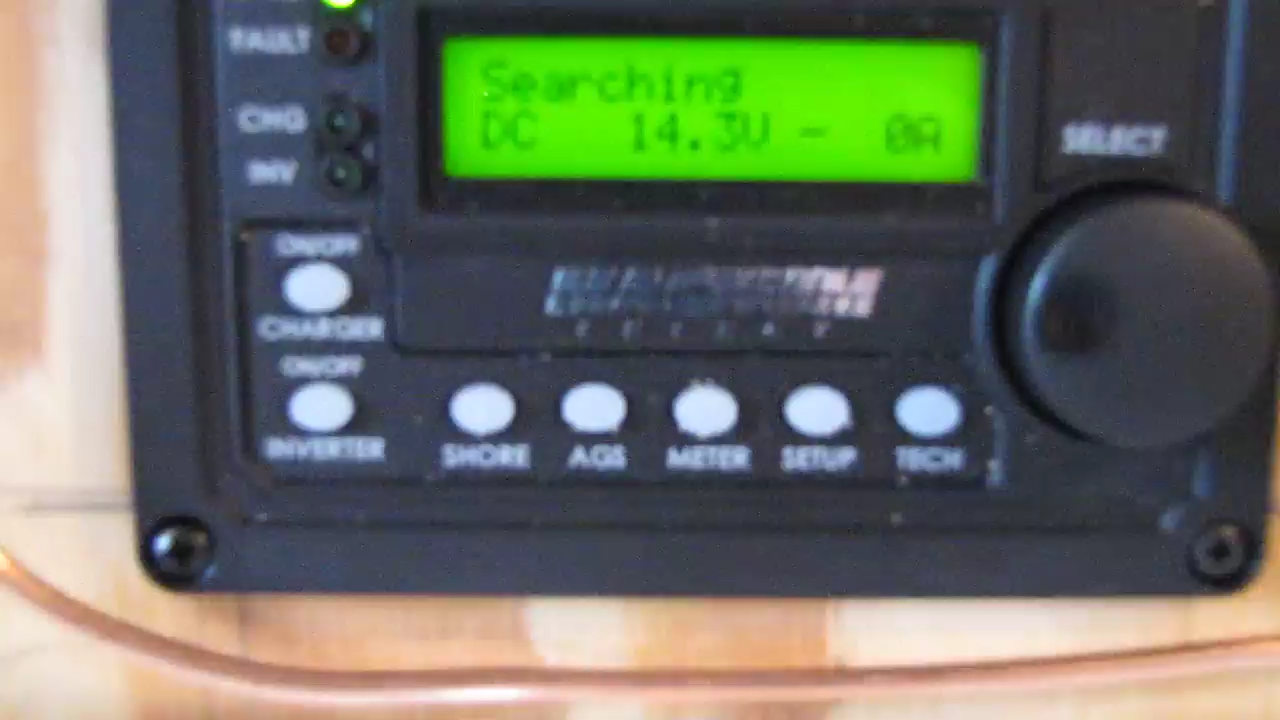 FAULT
Searching
DC 14.3V - 0A
CHG
SELECT
INV
ON/OFF
CHARGER
ON/OFF
INVERTER
SHORE AGS METER SETUP TECH